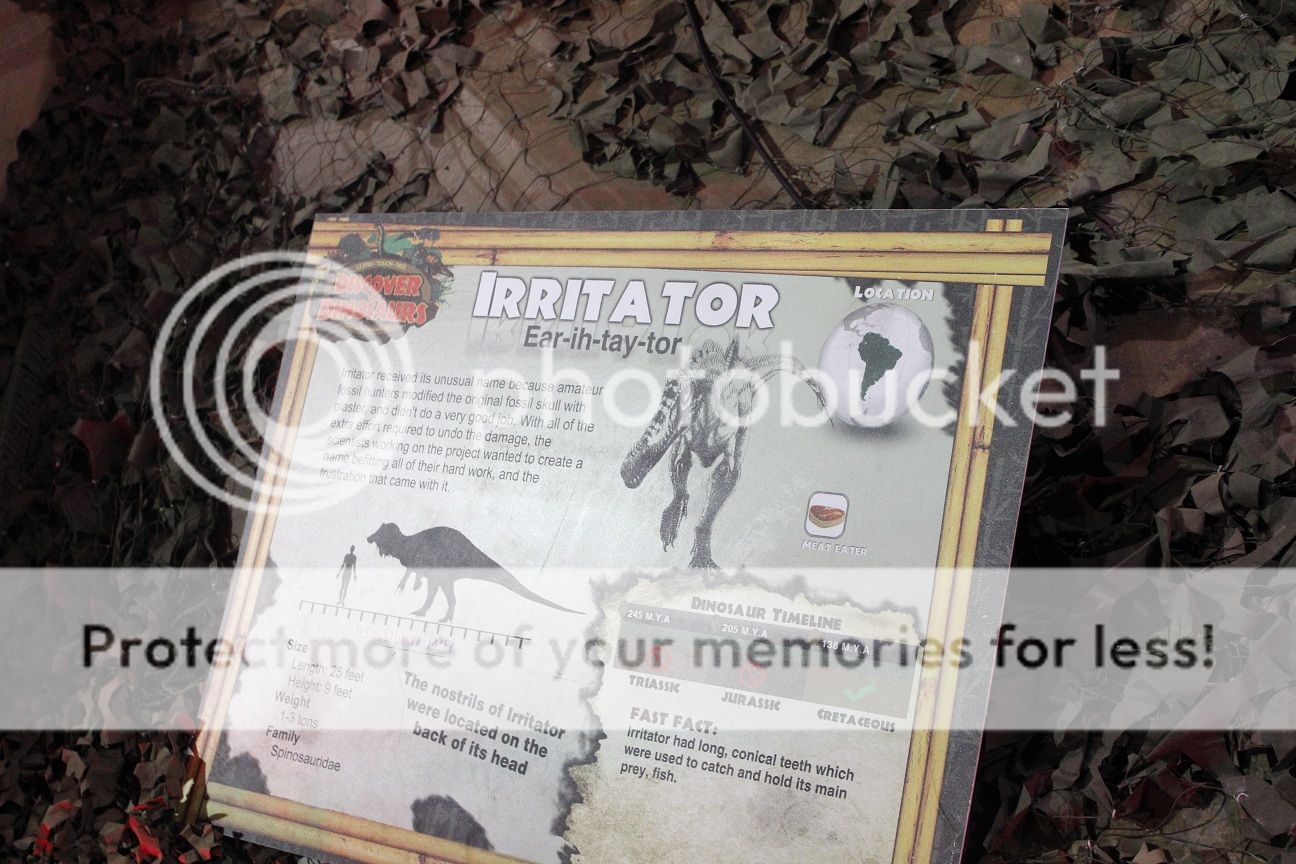 LEARN • TOUCH • RIDE
DISCOVER
DINOSAURS
IRRITATOR
Ear-ih-tay-tor
LOCATION
Irritator received its unusual name because amateur
fossil hunters modified the original fossil skull with
plaster, and didn't do a very good job. With all of the
extra effort required to undo the damage, the
scientists working on the project wanted to create a
name befitting all of their hard work, and the
frustration that came with it.
MEAT EATER
photobucket
Protect more of your memories for less!
Size
Length: 25 feet
Height: 9 feet
Weight
1-3 tons
Family
Spinosauridae
The nostrils of Irritator
were located on the
back of its head
DINOSAUR TIMELINE
245 M.Y.A 205 M.Y.A 138 M.Y.A
TRIASSIC JURASSIC CRETACEOUS
FAST FACT:
Irritator had long, conical teeth which
were used to catch and hold its main
prey, fish.